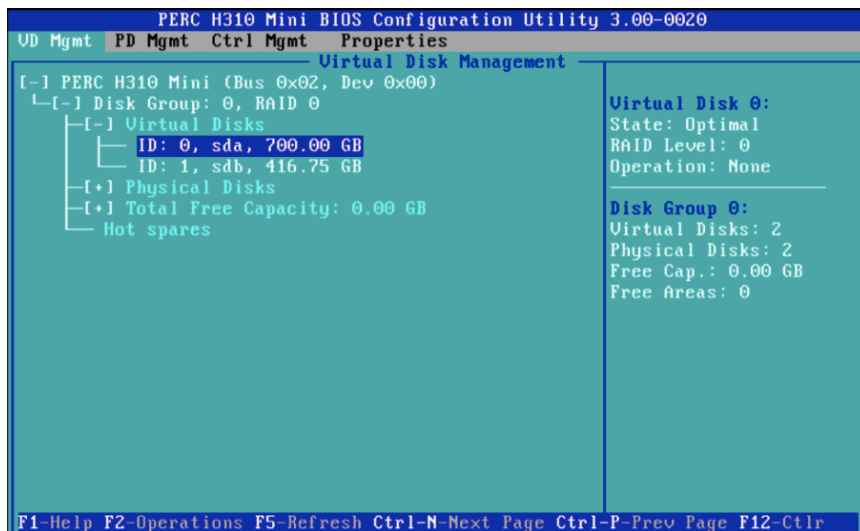 PERC H310 Mini BIOS Configuration Utility 3.00-0020
VD Mgmt PD Mgmt Ctrl Mgmt Properties
Virtual Disk Management
[-] PERC H310 Mini (Bus 0x02, Dev 0x00)
[-] Disk Group: 0, RAID 0
[-] Virtual Disks
ID: 0, sda, 700.00 GB
ID: 1, sdb, 416.75 GB
[+] Physical Disks
[+] Total Free Capacity: 0.00 GB
Hot spares
Virtual Disk 0:
State: Optimal
RAID Level: 0
Operation: None
Disk Group 0:
Virtual Disks: 2
Physical Disks: 2
Free Cap.: 0.00 GB
Free Areas: 0
F1-Help F2-Operations F5-Refresh Ctrl-N-Next Page Ctrl-P-Prev Page F12-Ctlr